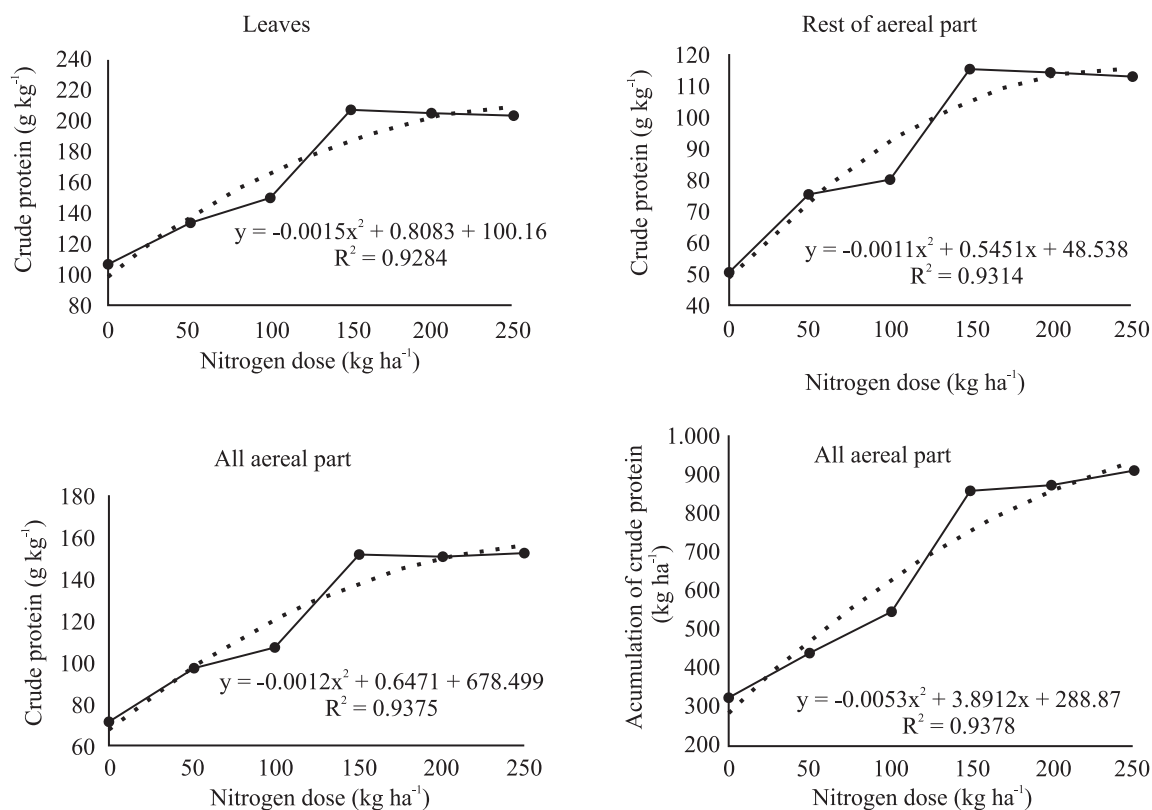 Leaves
Crude protein (g kg⁻¹)
240
220
200
180
160
140
120
100
80
y = -0.0015x² + 0.8083 + 100.16
R² = 0.9284
0 50 100 150 200 250
Nitrogen dose (kg ha⁻¹)
Rest of aereal part
Crude protein (g kg⁻¹)
120
110
100
90
80
70
60
50
40
y = -0.0011x² + 0.5451x + 48.538
R² = 0.9314
0 50 100 150 200 250
Nitrogen dose (kg ha⁻¹)
All aereal part
Crude protein (g kg⁻¹)
180
160
140
120
100
80
60
y = -0.0012x² + 0.6471 + 678.499
R² = 0.9375
0 50 100 150 200 250
Nitrogen dose (kg ha⁻¹)
All aereal part
Acumulation of crude protein
(kg ha⁻¹)
1.000
900
800
700
600
500
400
300
200
y = -0.0053x² + 3.8912x + 288.87
R² = 0.9378
0 50 100 150 200 250
Nitrogen dose (kg ha⁻¹)